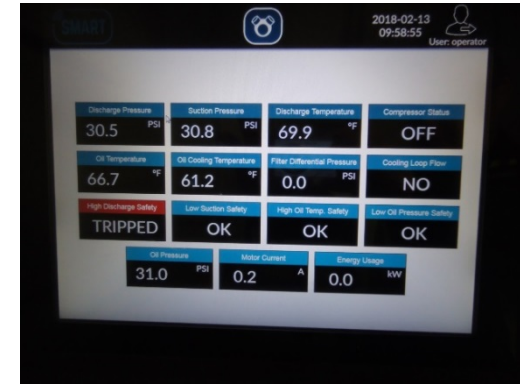 SMART
2018-02-13
09:58:55
User: operator
Discharge Pressure
30.5 PSI
Suction Pressure
30.8 PSI
Discharge Temperature
69.9 °F
Compressor Status
OFF
Oil Temperature
66.7 °F
Oil Cooling Temperature
61.2 °F
Filter Differential Pressure
0.0 PSI
Cooling Loop Flow
NO
High Discharge Safety
TRIPPED
Low Suction Safety
OK
High Oil Temp. Safety
OK
Low Oil Pressure Safety
OK
Oil Pressure
31.0 PSI
Motor Current
0.2 A
Energy Usage
0.0 kW